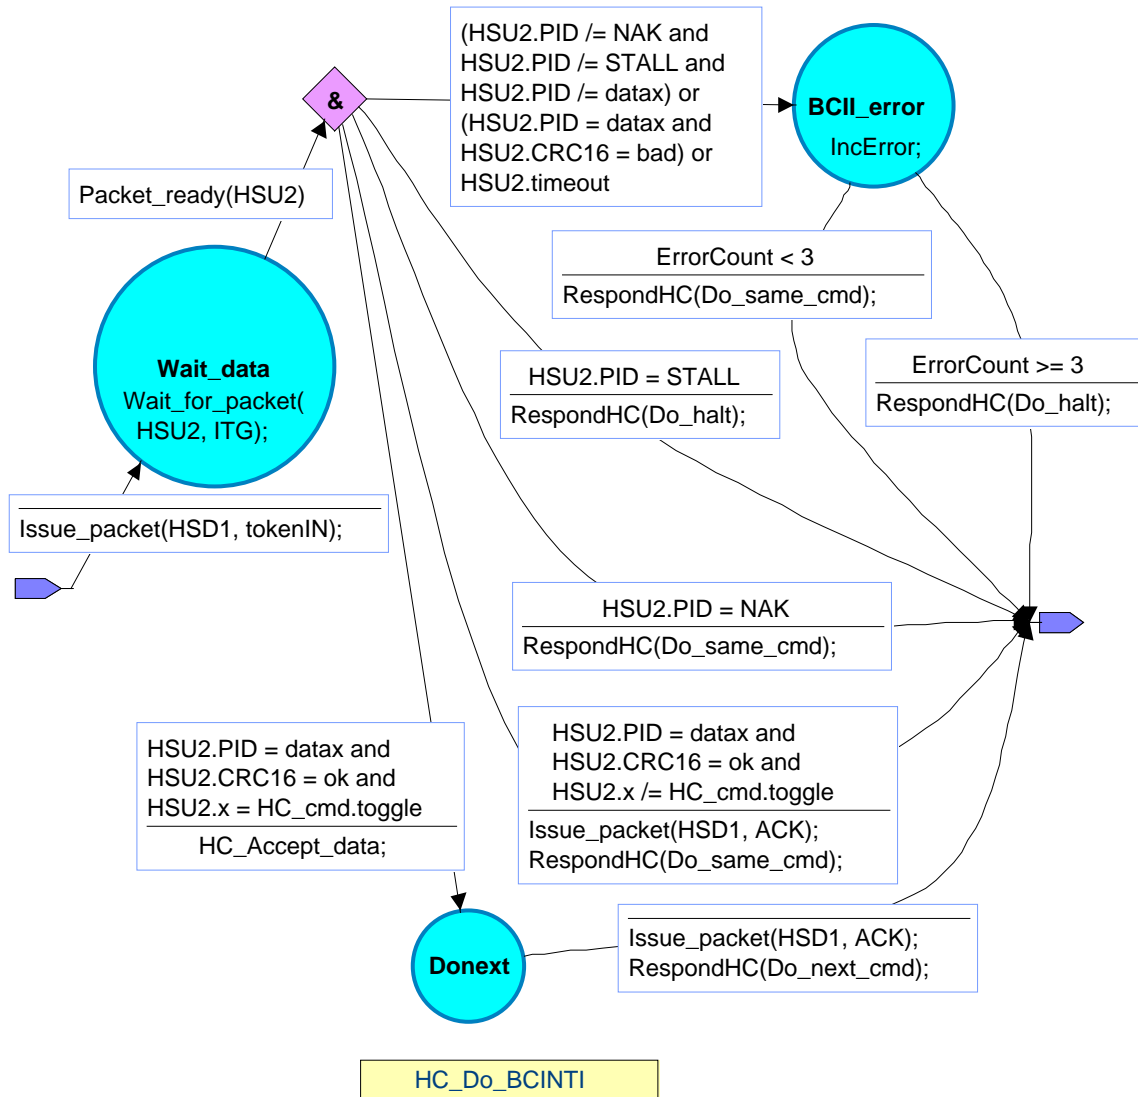 (HSU2.PID /= NAK and
HSU2.PID /= STALL and
HSU2.PID /= datax) or
(HSU2.PID = datax and
HSU2.CRC16 = bad) or
HSU2.timeout
&
BCII_error
IncError;
Packet_ready(HSU2)
ErrorCount < 3
RespondHC(Do_same_cmd);
Wait_data
Wait_for_packet(
HSU2, ITG);
HSU2.PID = STALL
RespondHC(Do_halt);
ErrorCount >= 3
RespondHC(Do_halt);
Issue_packet(HSD1, tokenIN);
HSU2.PID = NAK
RespondHC(Do_same_cmd);
HSU2.PID = datax and
HSU2.CRC16 = ok and
HSU2.x = HC_cmd.toggle
HC_Accept_data;
HSU2.PID = datax and
HSU2.CRC16 = ok and
HSU2.x /= HC_cmd.toggle
Issue_packet(HSD1, ACK);
RespondHC(Do_same_cmd);
Donext
Issue_packet(HSD1, ACK);
RespondHC(Do_next_cmd);
HC_Do_BCINTI